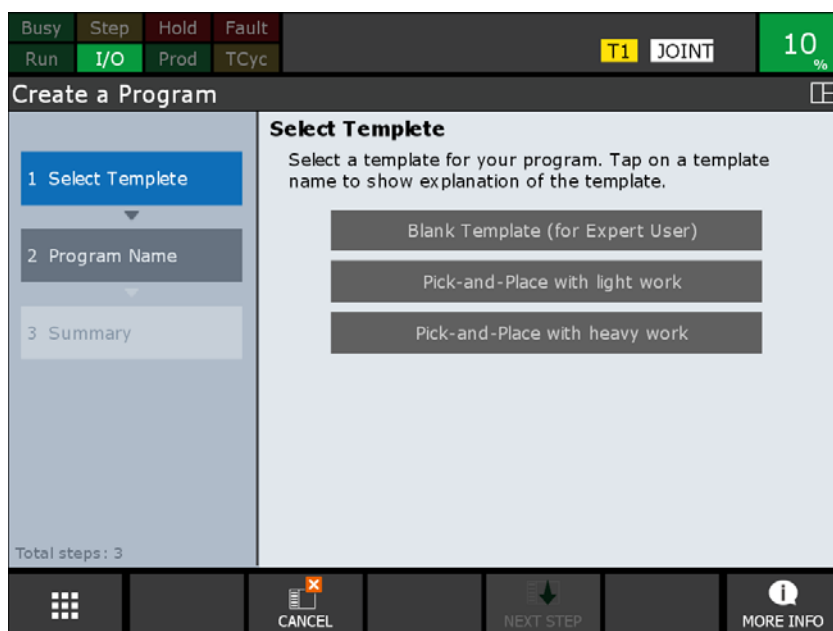 Busy Step Hold Fault
Run I/O Prod TCyc
T1 JOINT
10 %
Create a Program
1 Select Templete
2 Program Name
3 Summary
Total steps: 3
Select Templete
Select a template for your program. Tap on a template
name to show explanation of the template.
Blank Template (for Expert User)
Pick-and-Place with light work
Pick-and-Place with heavy work
CANCEL
NEXT STEP
MORE INFO